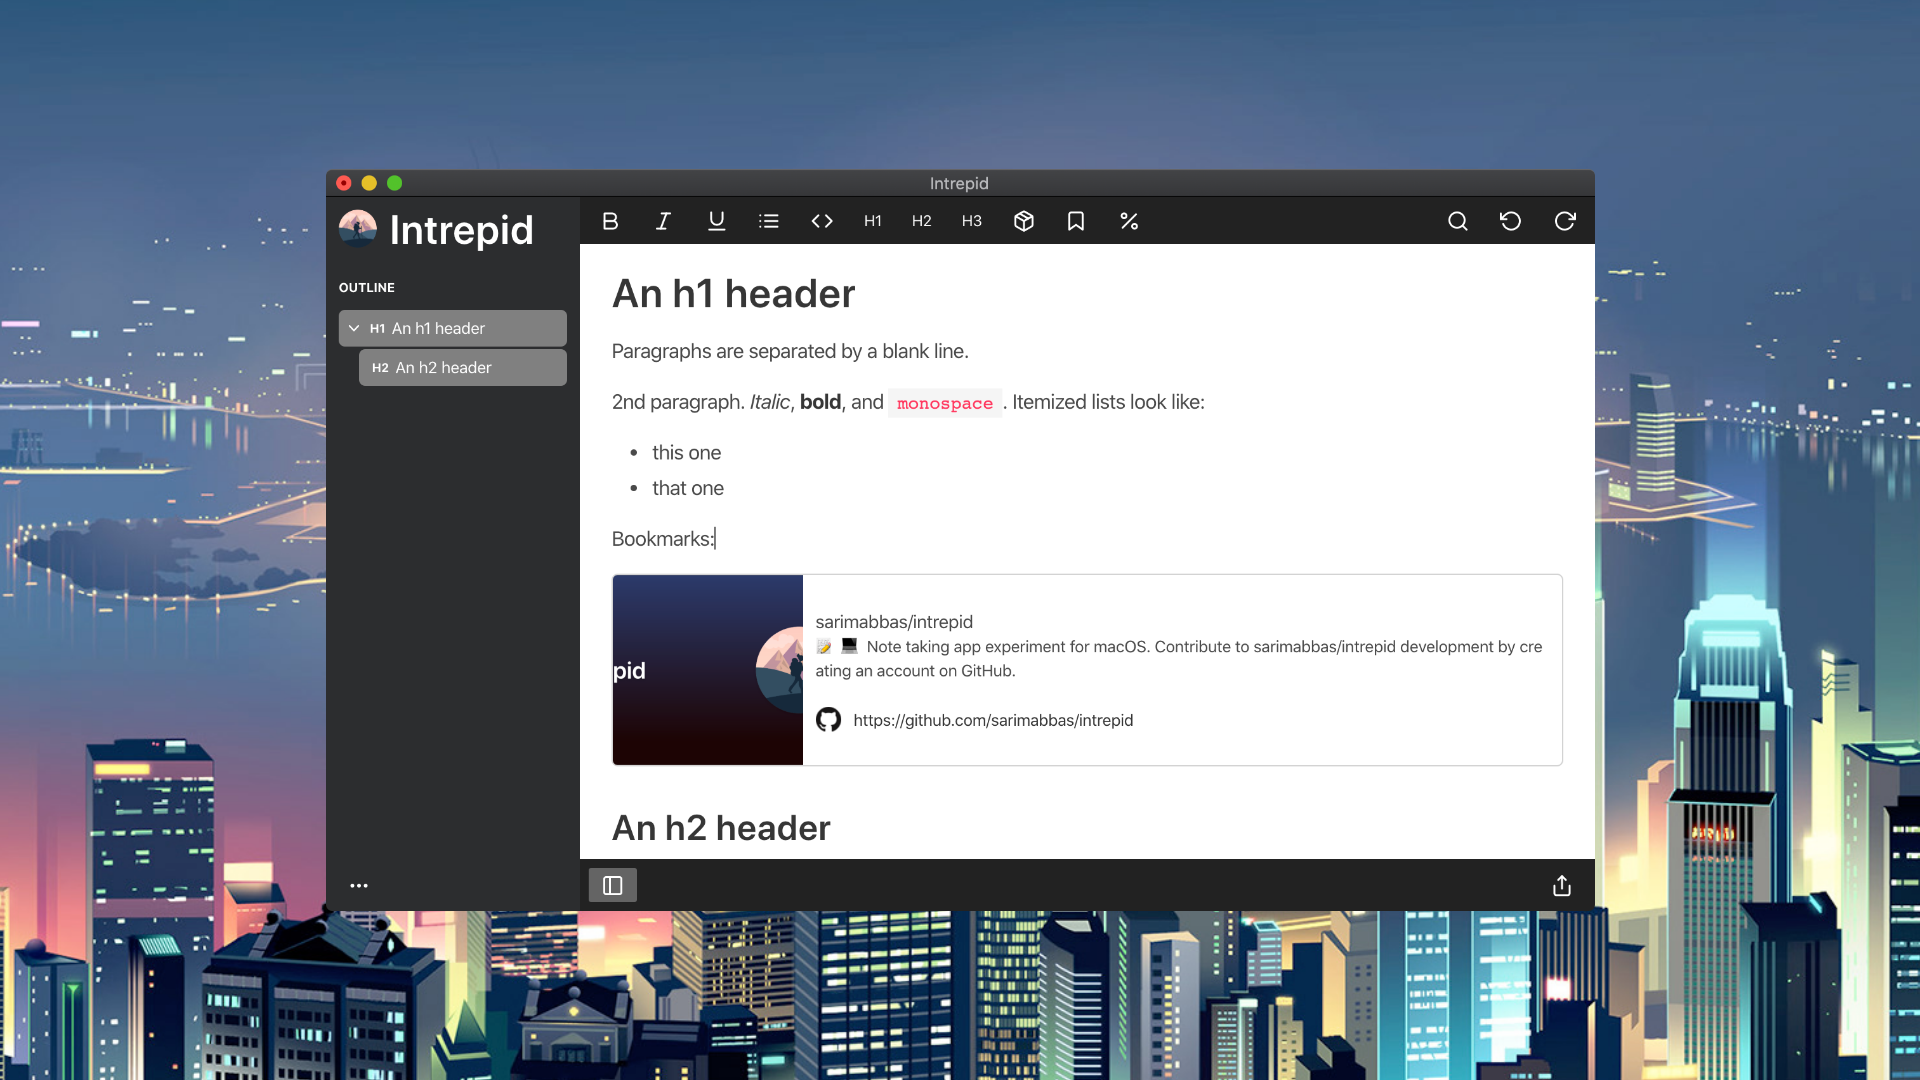 Intrepid
Intrepid
H1 H2 H3
OUTLINE
H1 An h1 header
H2 An h2 header
An h1 header
Paragraphs are separated by a blank line.
2nd paragraph. Italic, bold, and monospace. Itemized lists look like:
• this one
• that one
Bookmarks:
pid
sarimabbas/intrepid
📝 💻 Note taking app experiment for macOS. Contribute to sarimabbas/intrepid development by cre
ating an account on GitHub.
https://github.com/sarimabbas/intrepid
An h2 header